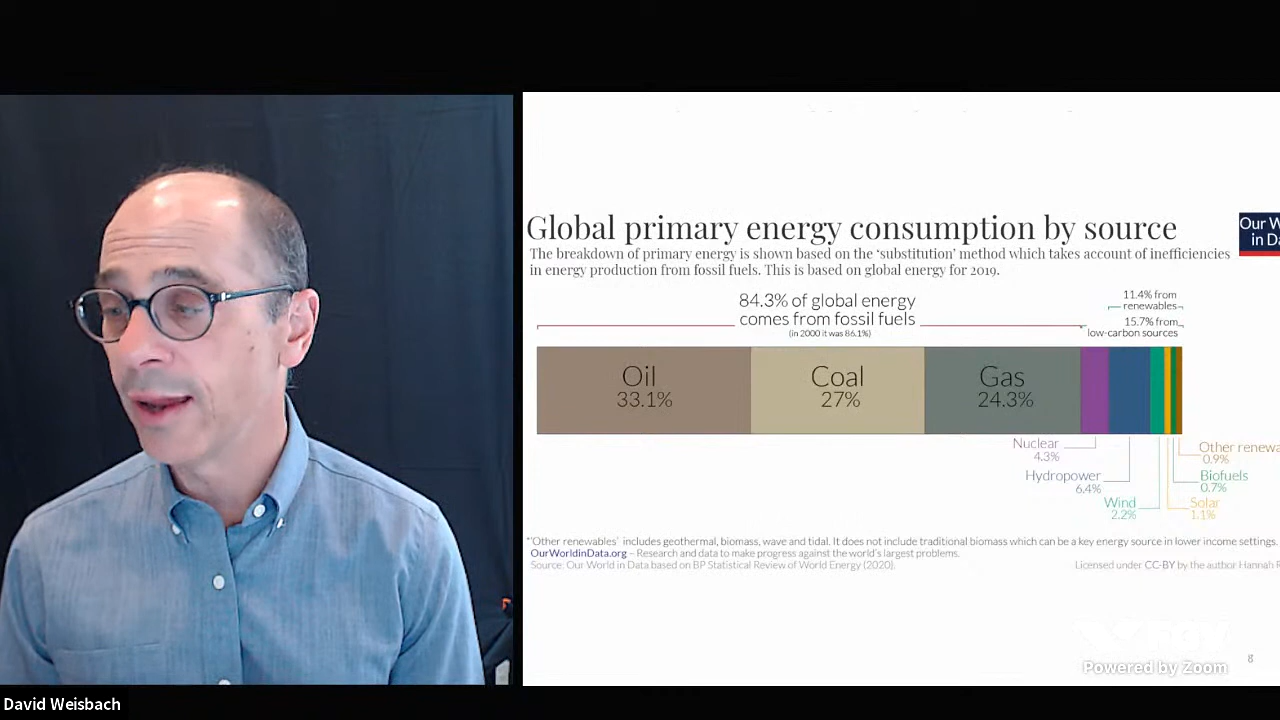 Global primary energy consumption by source
Our W
in Da
The breakdown of primary energy is shown based on the ‘substitution’ method which takes account of inefficiencies
in energy production from fossil fuels. This is based on global energy for 2019.
84.3% of global energy
comes from fossil fuels
(in 2000 it was 86.1%)
11.4% from
renewables
15.7% from
low-carbon sources
Oil
33.1%
Coal
27%
Gas
24.3%
Nuclear
4.3%
Hydropower
6.4%
Wind
2.2%
Other renewa
0.9%
Biofuels
0.7%
Solar
1.1%
*'Other renewables' includes geothermal, biomass, wave and tidal. It does not include traditional biomass which can be a key energy source in lower income settings.
OurWorldinData.org – Research and data to make progress against the world's largest problems.
Source: Our World in Data based on BP Statistical Review of World Energy (2020).
Licensed under CC-BY by the author Hannah R
Powered by Zoom
8
David Weisbach